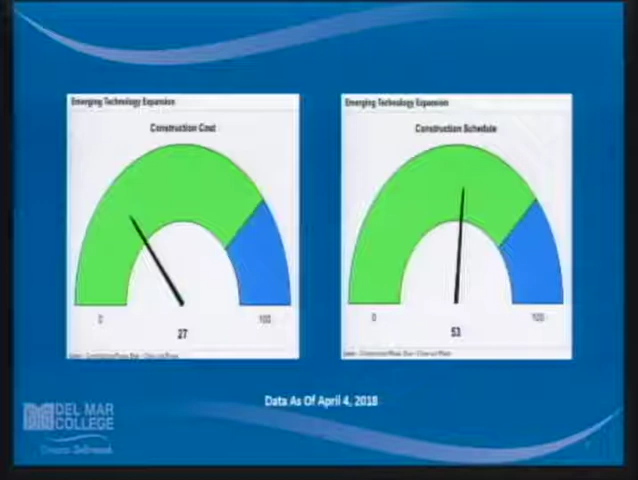 Emerging Technology Expansion
Construction Cost
0
100
27
Emerging Technology Expansion
Construction Schedule
0
100
53
Data As Of April 4, 2018
DEL MAR
COLLEGE